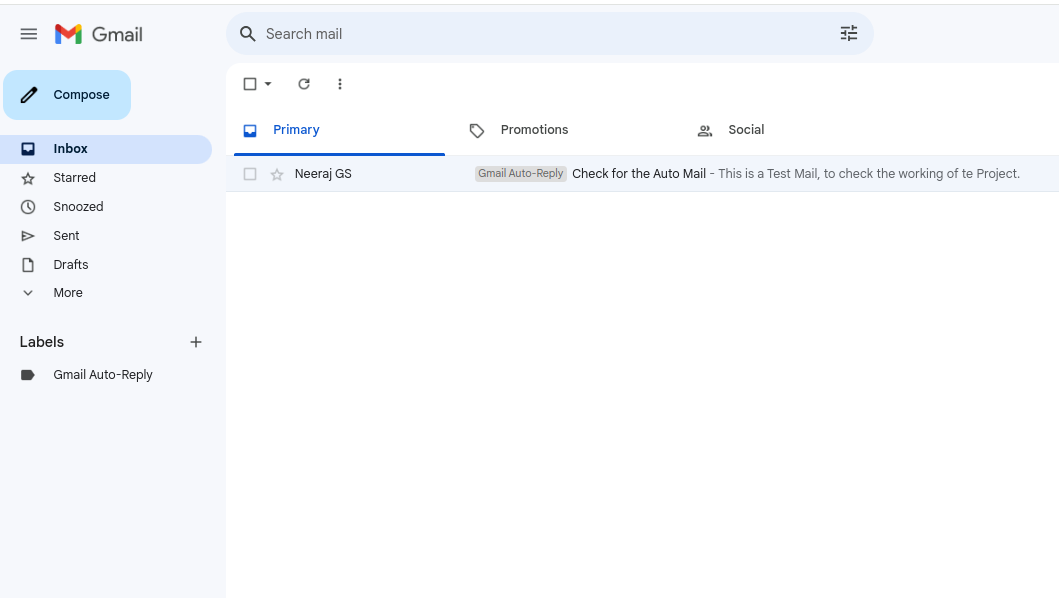 Gmail
Search mail
Compose
Primary
Promotions
Social
Inbox
Neeraj GS Gmail Auto-Reply Check for the Auto Mail - This is a Test Mail, to check the working of te Project.
Starred
Snoozed
Sent
Drafts
More
Labels
Gmail Auto-Reply